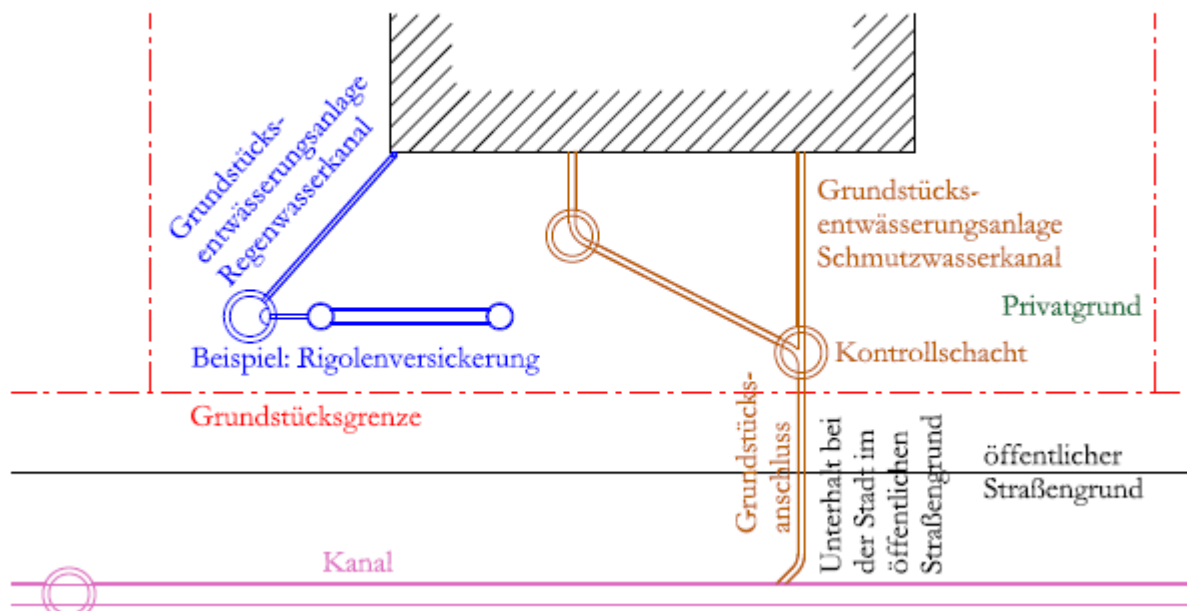 Grundstücks-
entwässerungsanlage
Regenwasserkanal
Beispiel: Rigolenversickerung
Grundstücks-
entwässerungsanlage
Schmutzwasserkanal
Privatgrund
Kontrollschacht
Grundstücksgrenze
Grundstücks-
anschluss
Unterhalt bei
der Stadt im
öffentlichen
Straßengrund
öffentlicher
Straßengrund
Kanal